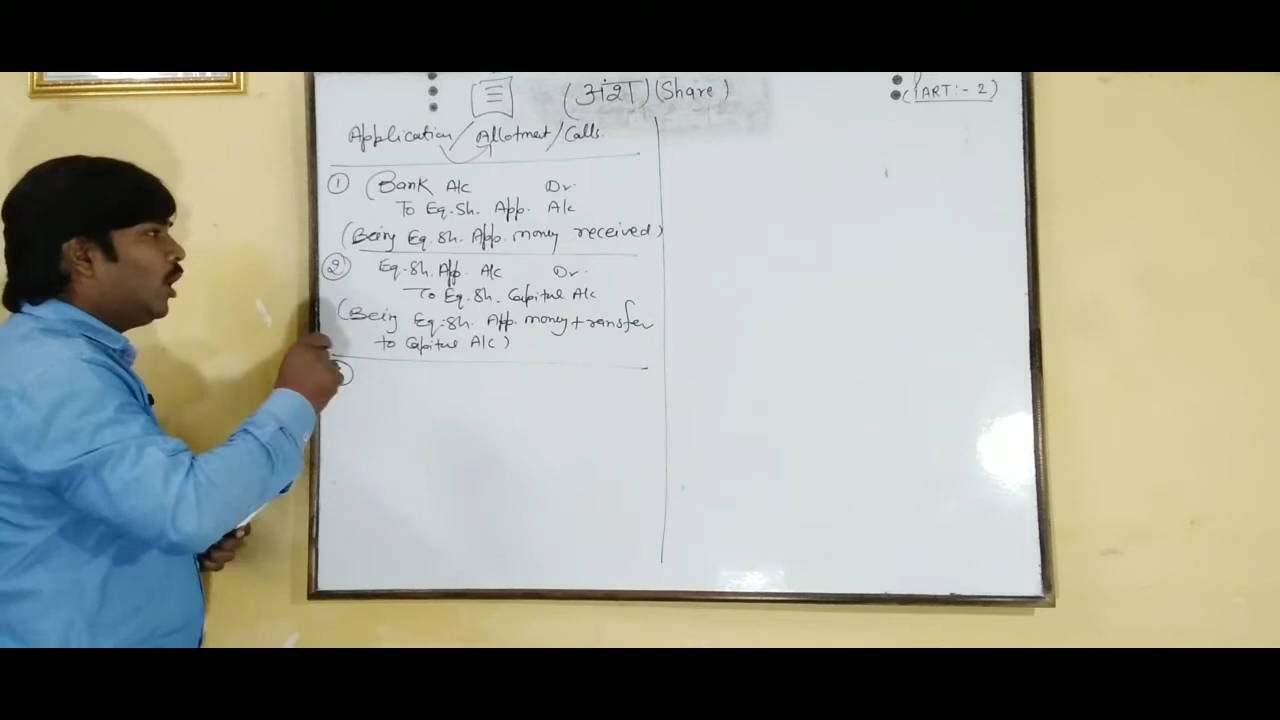 (अंश) (Share)
(PART:- 2)
Application / Allotment / Calls.
① (Bank A/c Dr.
To Eq.Sh. App. A/c
(Being Eq. Sh. App. money received)
② Eq.Sh. App. A/c Dr.
To Eq. Sh. Capital A/c
(Being Eq.Sh. App. money transfer
to Capital A/c)